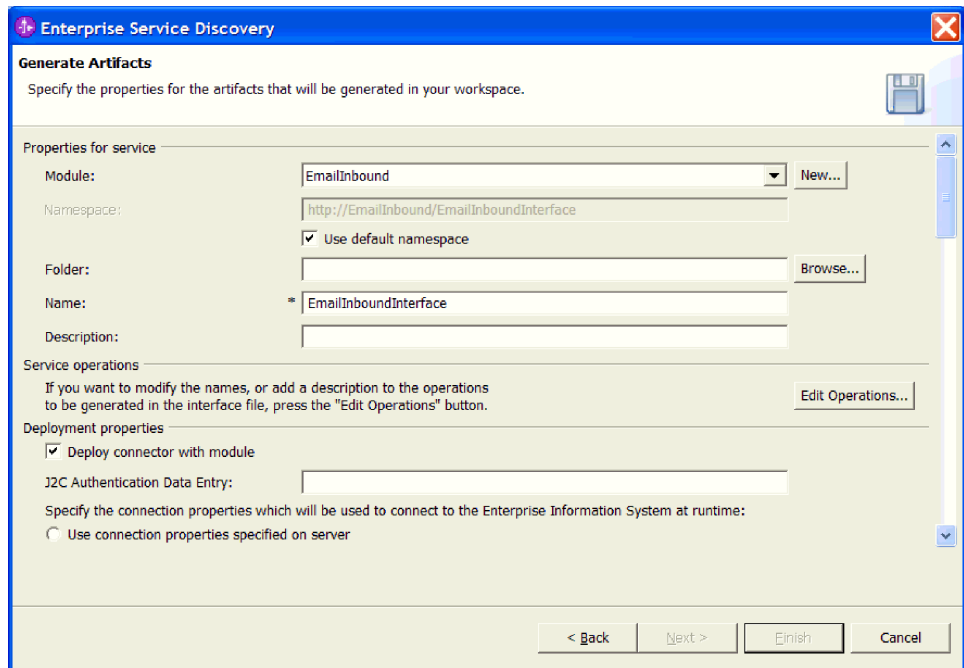 Enterprise Service Discovery
Generate Artifacts
Specify the properties for the artifacts that will be generated in your workspace.
Properties for service
Module: EmailInbound New...
Namespace: http://EmailInbound/EmailInboundInterface
Use default namespace
Folder: Browse...
Name: * EmailInboundInterface
Description:
Service operations
If you want to modify the names, or add a description to the operations
to be generated in the interface file, press the "Edit Operations" button.
Edit Operations...
Deployment properties
Deploy connector with module
J2C Authentication Data Entry:
Specify the connection properties which will be used to connect to the Enterprise Information System at runtime:
Use connection properties specified on server
< Back Next > Finish Cancel